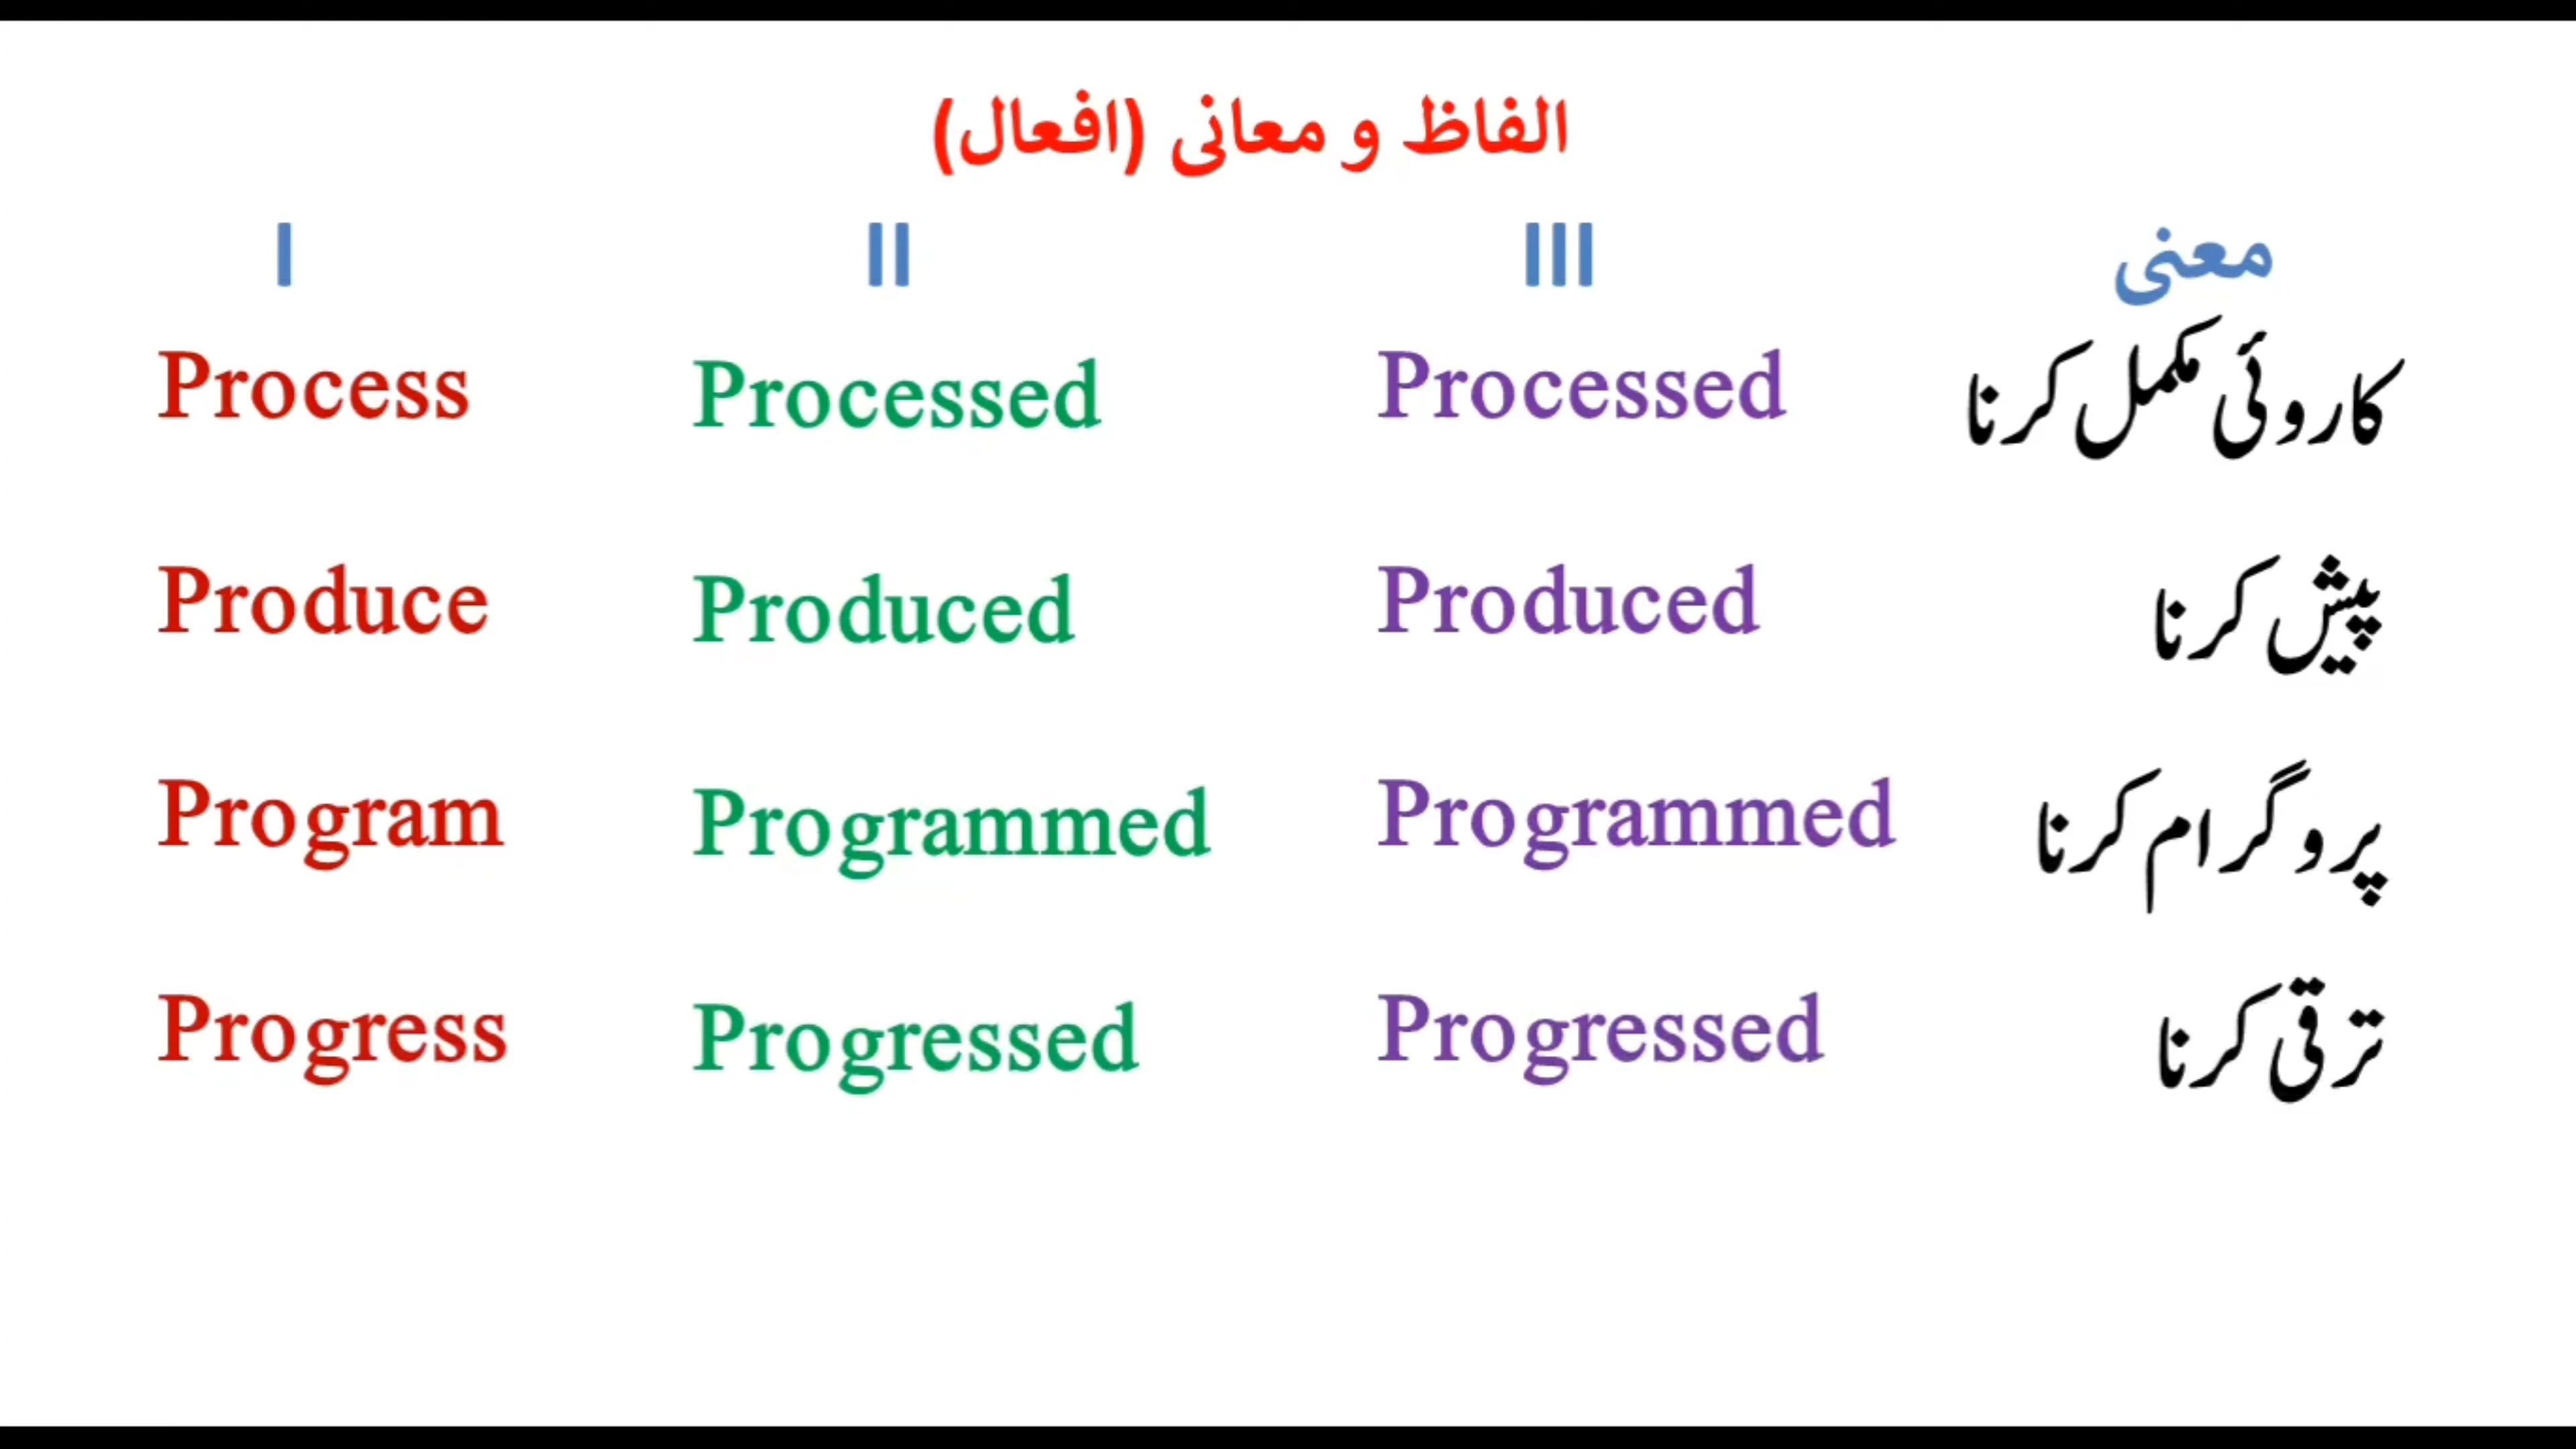 الفاظ و معانی (افعال)
I II III معنی
Process Processed Processed کاروئی مکمل کرنا
Produce Produced Produced پیش کرنا
Program Programmed Programmed پروگرام کرنا
Progress Progressed Progressed ترقی کرنا